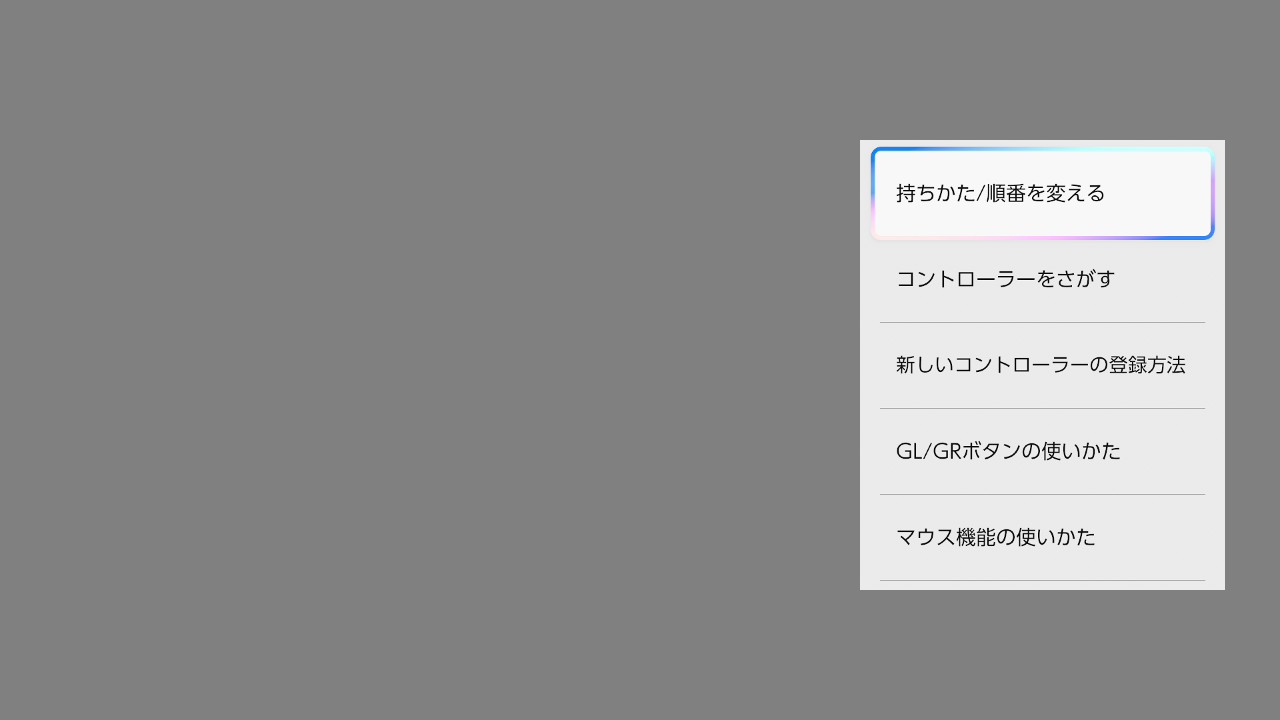 持ちかた/順番を変える
コントローラーをさがす
新しいコントローラーの登録方法
GL/GRボタンの使いかた
マウス機能の使いかた